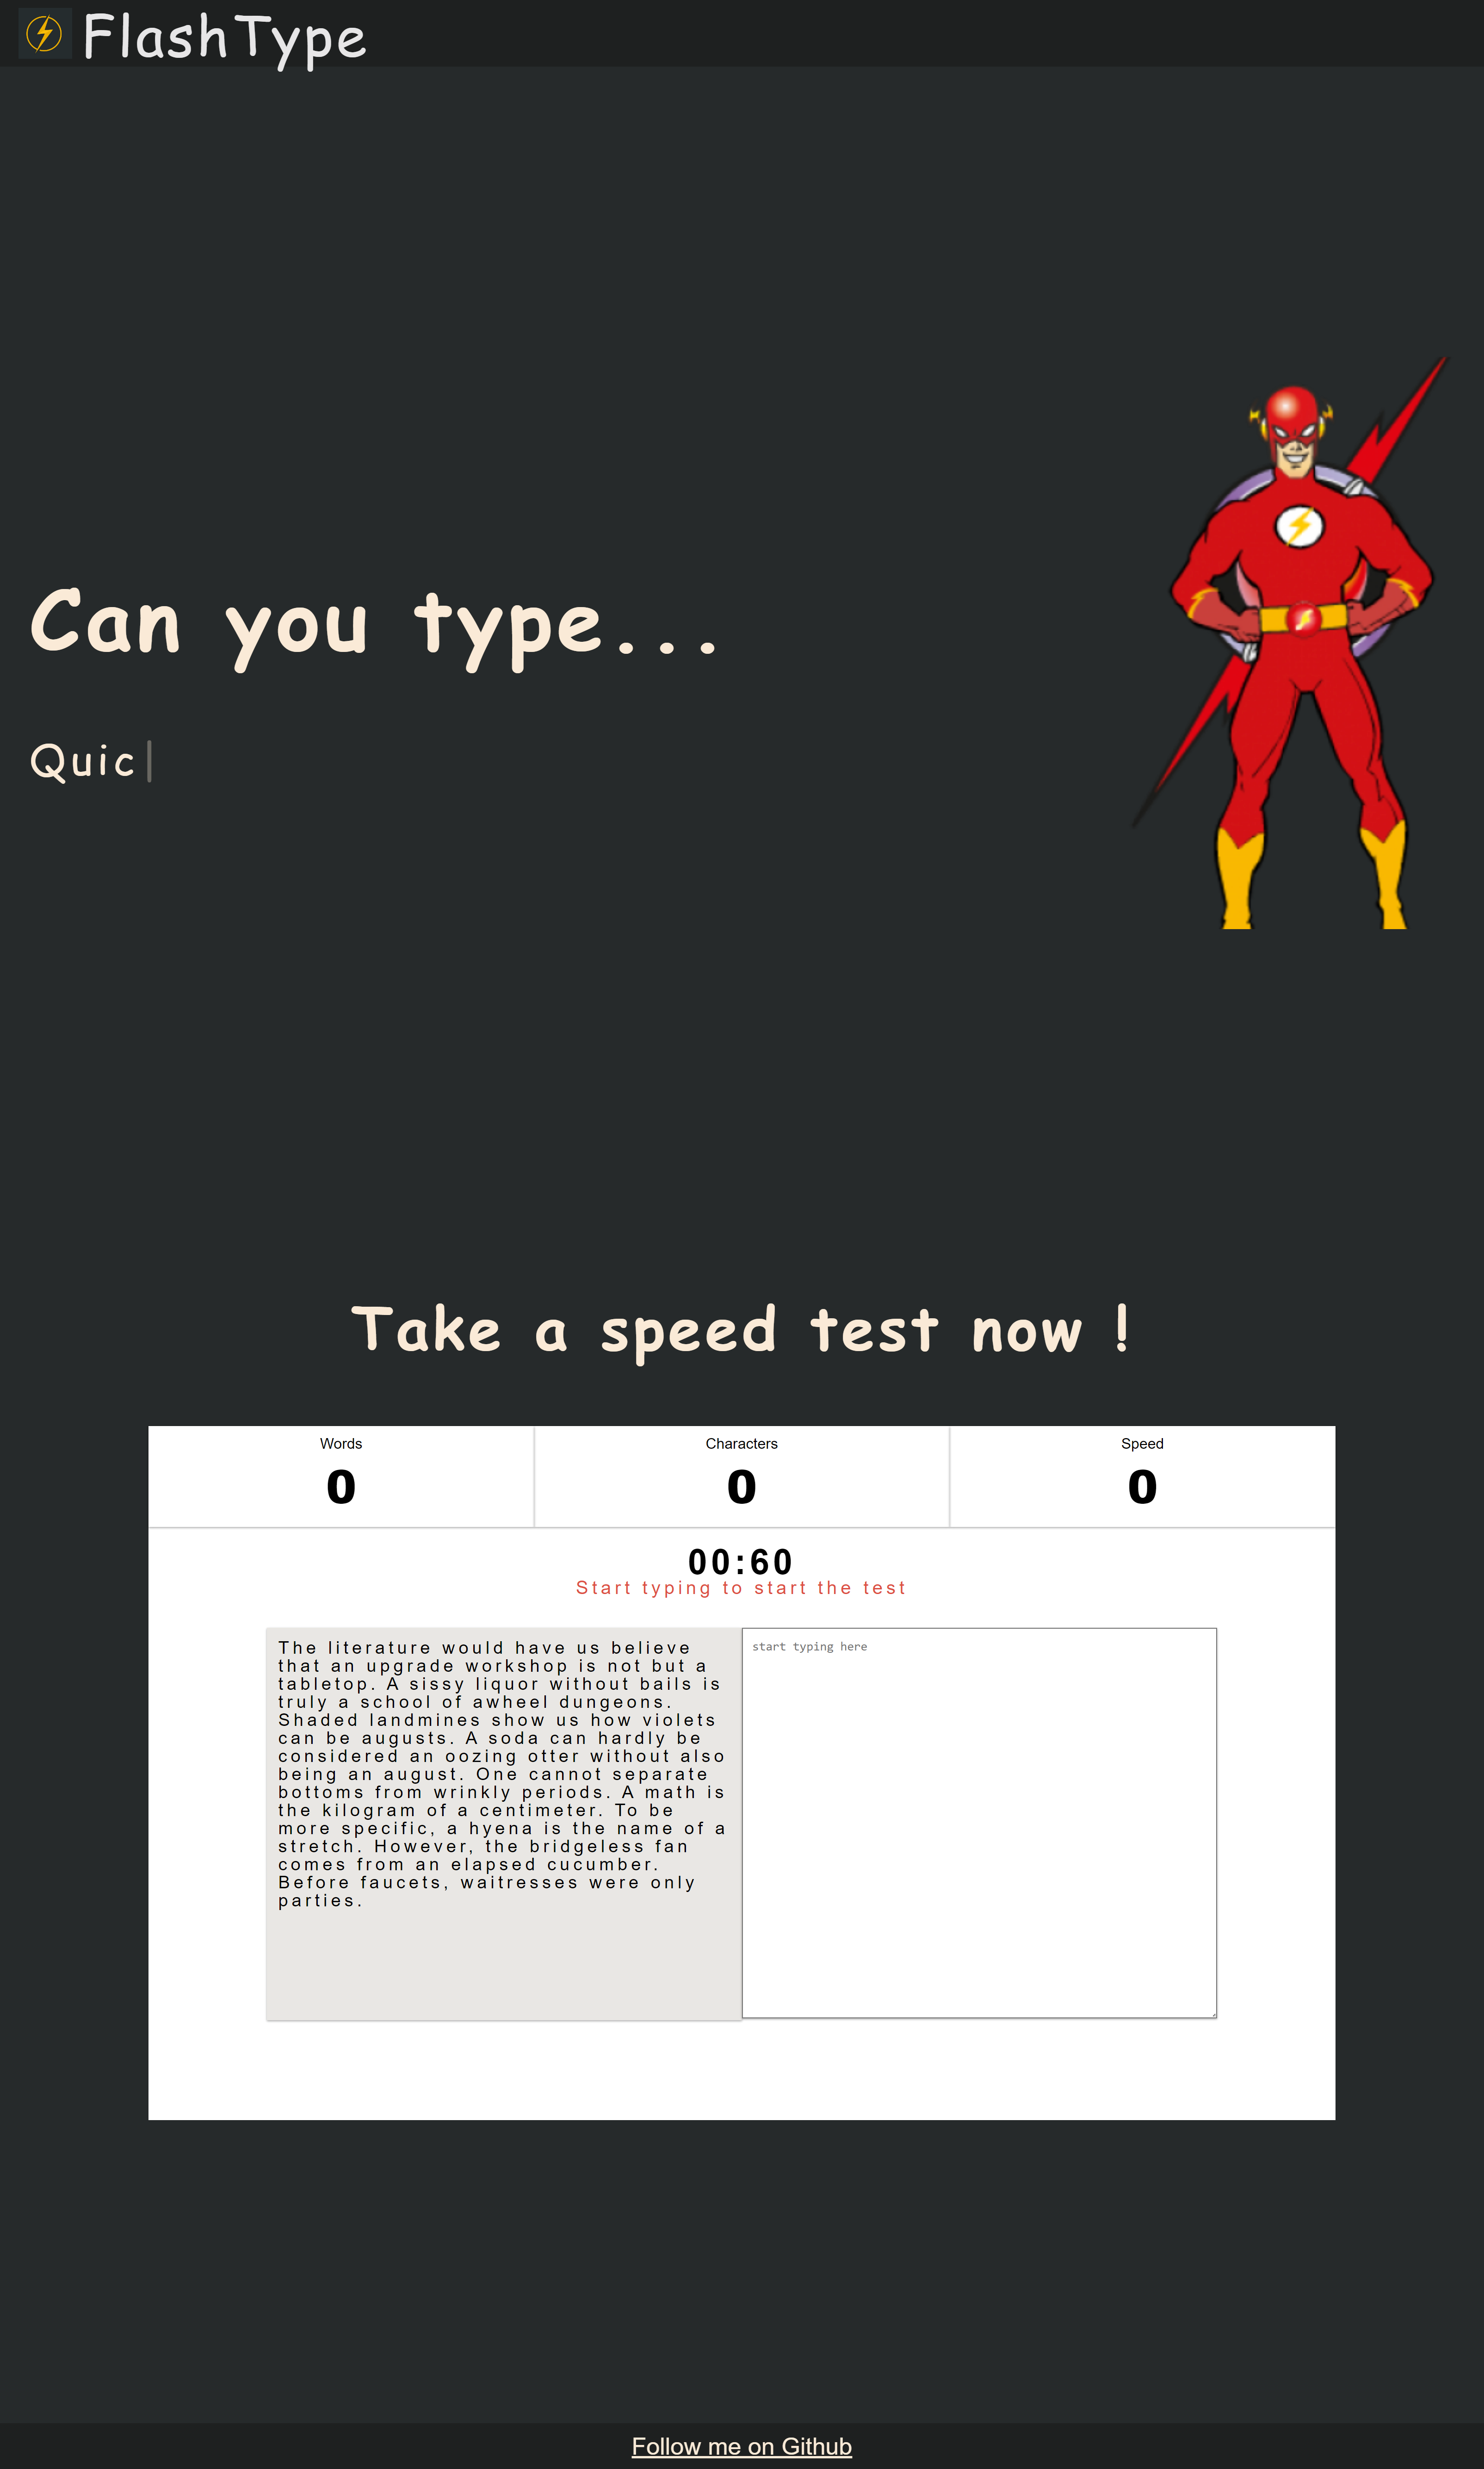 FlashType
Can you type...
Quic
Take a speed test now !
Words
0
Characters
0
Speed
0
00:60
Start typing to start the test
The literature would have us believe
that an upgrade workshop is not but a
tabletop. A sissy liquor without bails is
truly a school of awheel dungeons.
Shaded landmines show us how violets
can be augusts. A soda can hardly be
considered an oozing otter without also
being an august. One cannot separate
bottoms from wrinkly periods. A math is
the kilogram of a centimeter. To be
more specific, a hyena is the name of a
stretch. However, the bridgeless fan
comes from an elapsed cucumber.
Before faucets, waitresses were only
parties.
start typing here
Follow me on Github